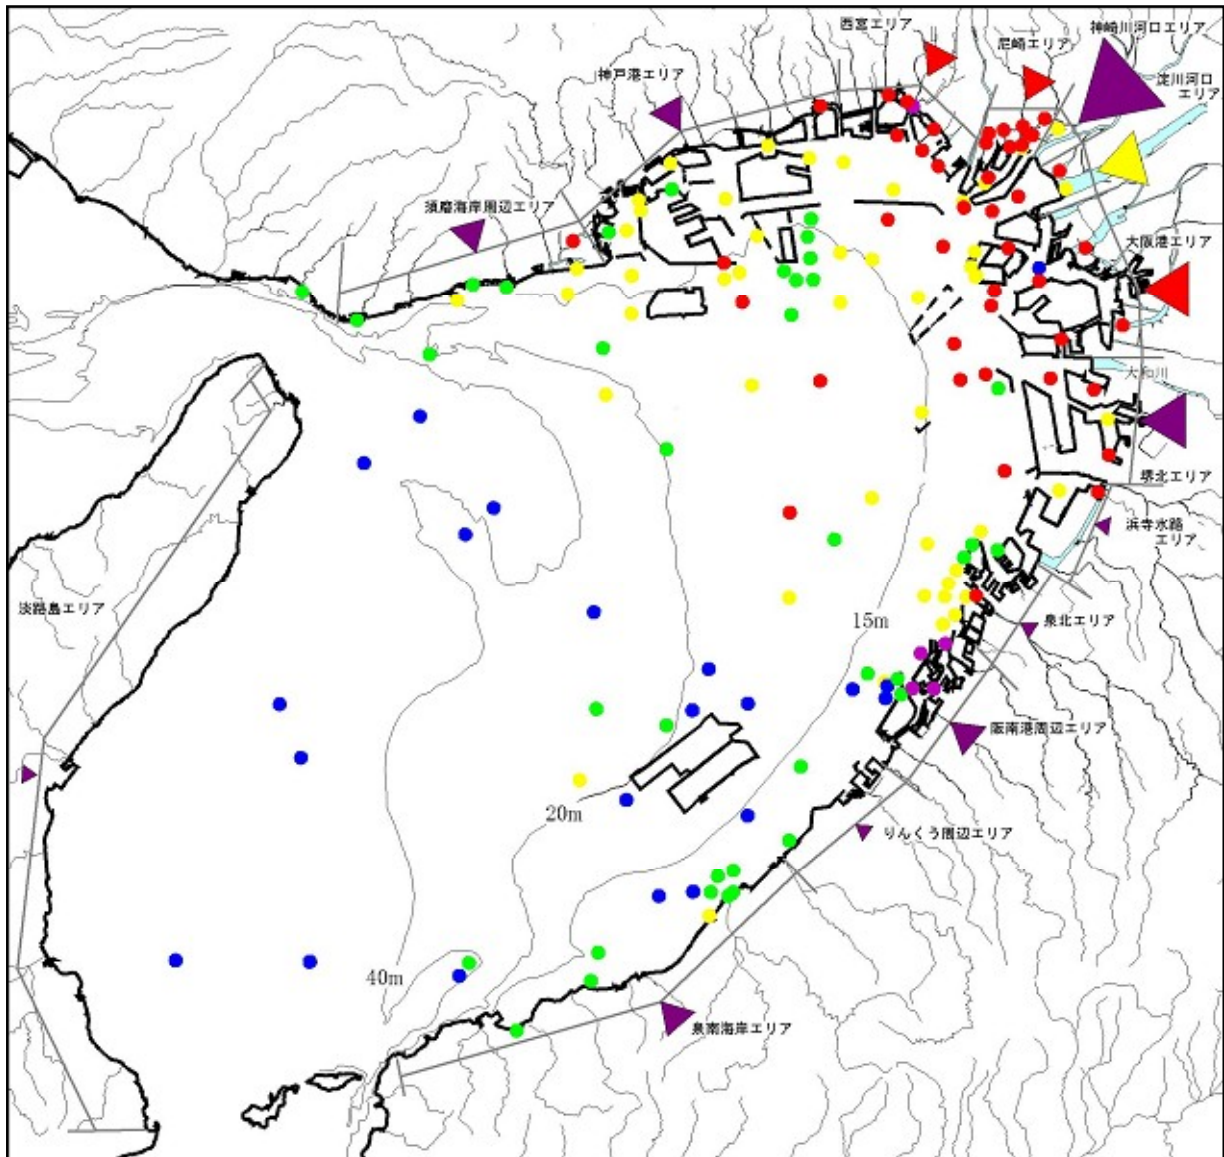 西宮エリア
神崎川河口エリア
尼崎エリア
神戸港エリア
淀川河口
エリア
須磨海岸周辺エリア
大阪港エリア
大和川
堺北エリア
浜寺水路
エリア
淡路島エリア
15m
泉北エリア
阪南港周辺エリア
20m
りんくう周辺エリア
40m
泉南海岸エリア